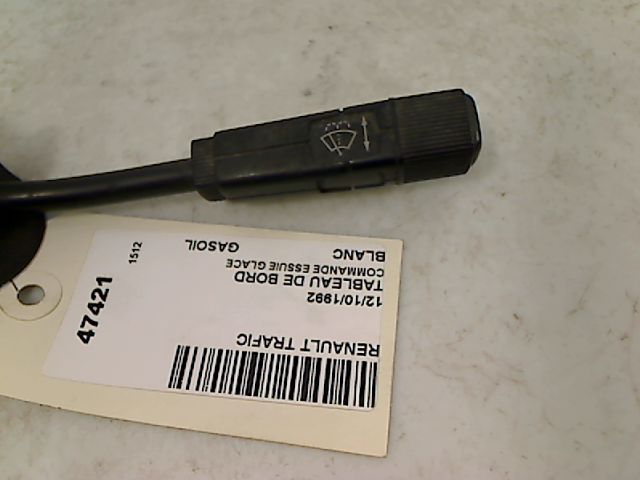 RENAULT TRAFIC
12/10/1992
TABLEAU DE BORD
COMMANDE ESSUIE GLACE
BLANC GASOIL
47421
1512